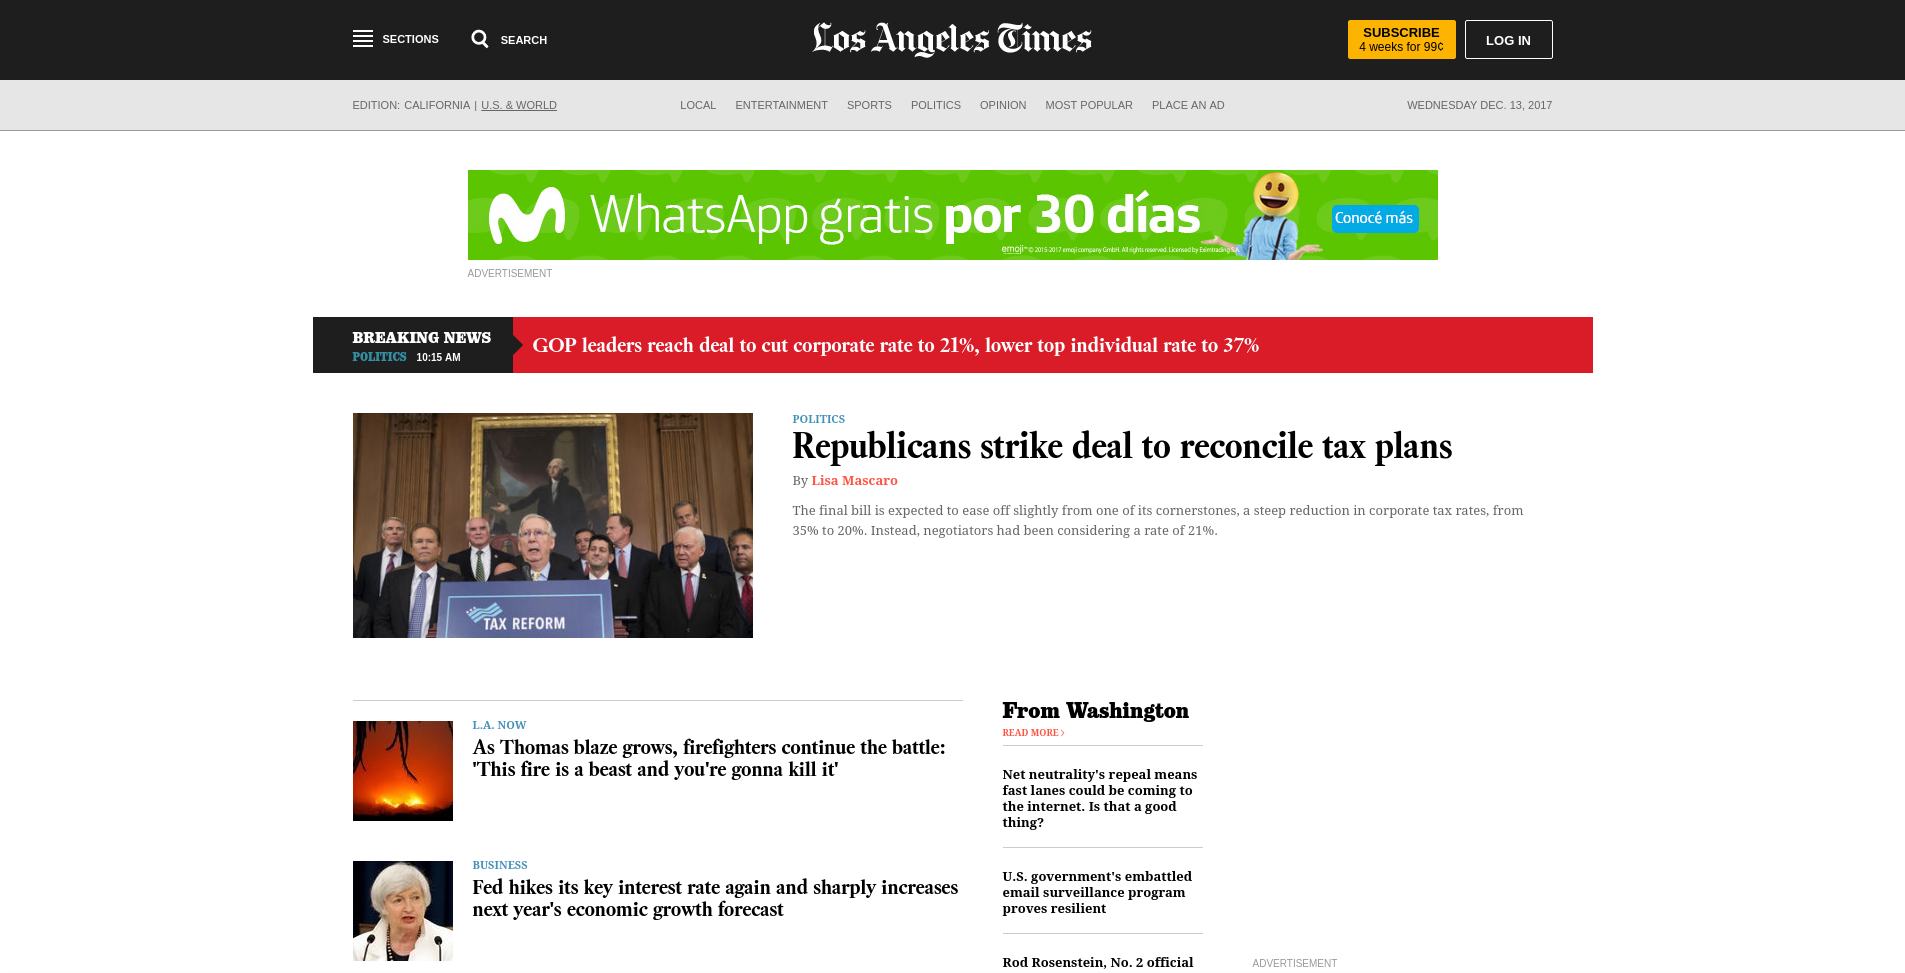 SECTIONS
SEARCH
Los Angeles Times
SUBSCRIBE
4 weeks for 99¢
LOG IN
EDITION: CALIFORNIA | U.S. & WORLD
LOCAL ENTERTAINMENT SPORTS POLITICS OPINION MOST POPULAR PLACE AN AD
WEDNESDAY DEC. 13, 2017
WhatsApp gratis por 30 días
Conocé más
emoji™ © 2015-2017 emoji company GmbH. All rights reserved. Licensed by Eximtrading S.A.
ADVERTISEMENT
BREAKING NEWS
POLITICS 10:15 AM
GOP leaders reach deal to cut corporate rate to 21%, lower top individual rate to 37%
TAX REFORM
POLITICS
Republicans strike deal to reconcile tax plans
By Lisa Mascaro
The final bill is expected to ease off slightly from one of its cornerstones, a steep reduction in corporate tax rates, from
35% to 20%. Instead, negotiators had been considering a rate of 21%.
L.A. NOW
As Thomas blaze grows, firefighters continue the battle:
'This fire is a beast and you're gonna kill it'
BUSINESS
Fed hikes its key interest rate again and sharply increases
next year's economic growth forecast
From Washington
READ MORE >
Net neutrality's repeal means
fast lanes could be coming to
the internet. Is that a good
thing?
U.S. government's embattled
email surveillance program
proves resilient
Rod Rosenstein, No. 2 official
ADVERTISEMENT